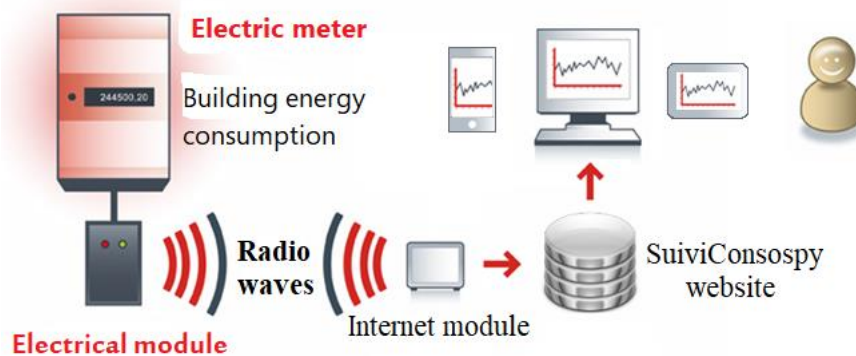 Electric meter
244500,20
Building energy
consumption
Radio
waves
SuiviConsospy
website
Internet module
Electrical module